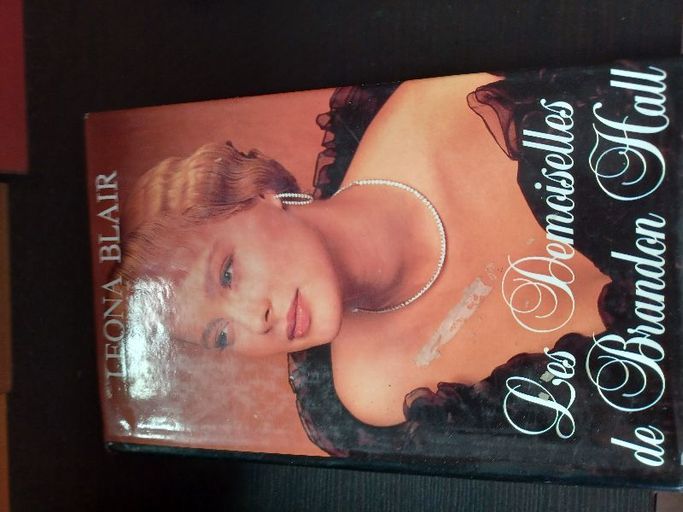 LEONA BLAIR
Les Demoiselles
de Brandon Hall